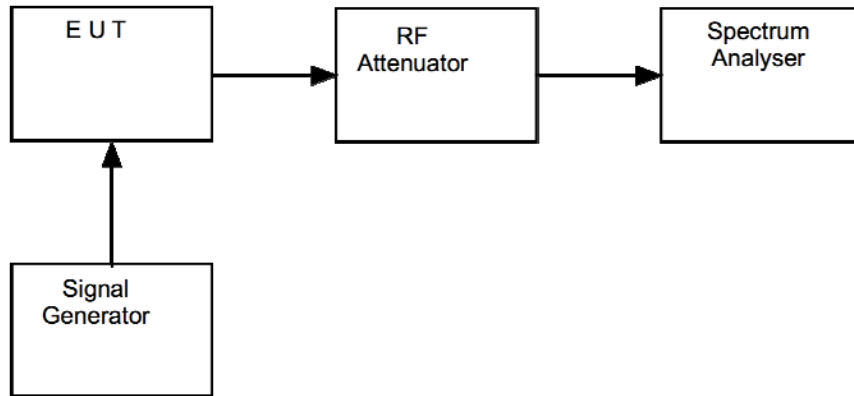 E U T
RF
Attenuator
Spectrum
Analyser
Signal
Generator